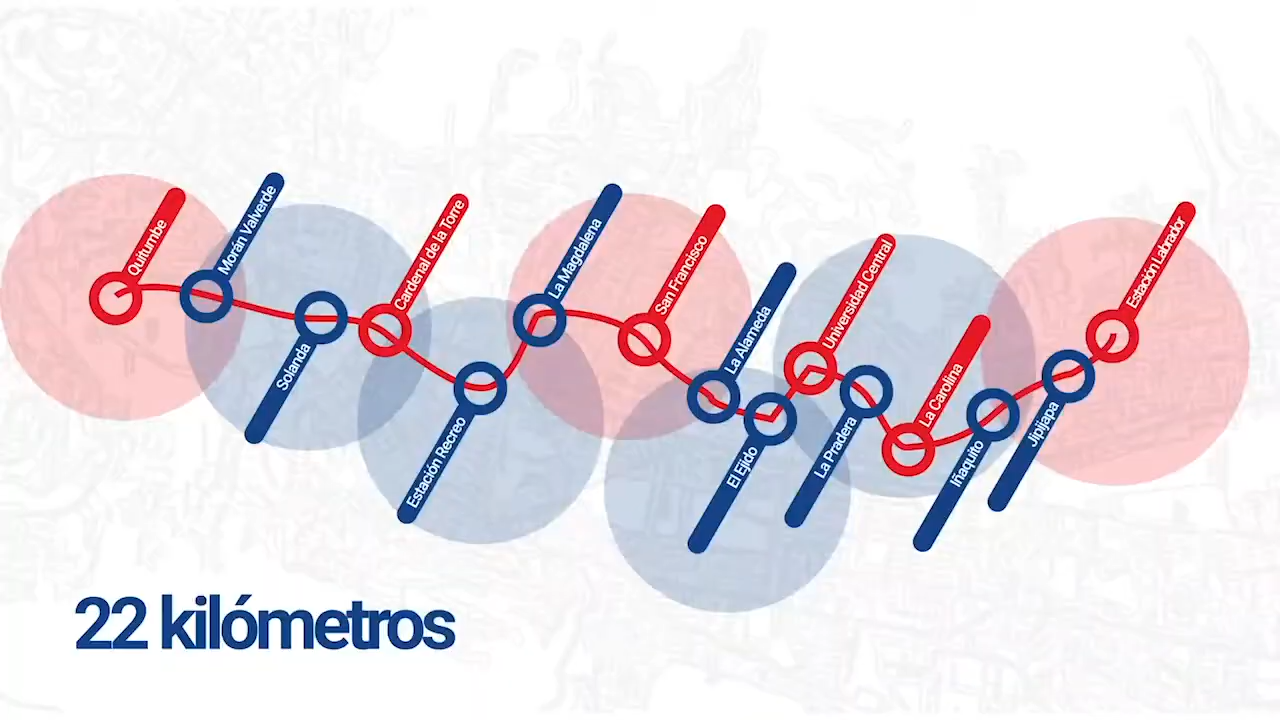 Quitumbe
Morán Valverde
Solanda
Cardenal de la Torre
Estación Recreo
La Magdalena
San Francisco
La Alameda
El Ejido
Universidad Central
La Pradera
La Carolina
Iñaquito
Jipijapa
Estación Labrador
22 kilómetros